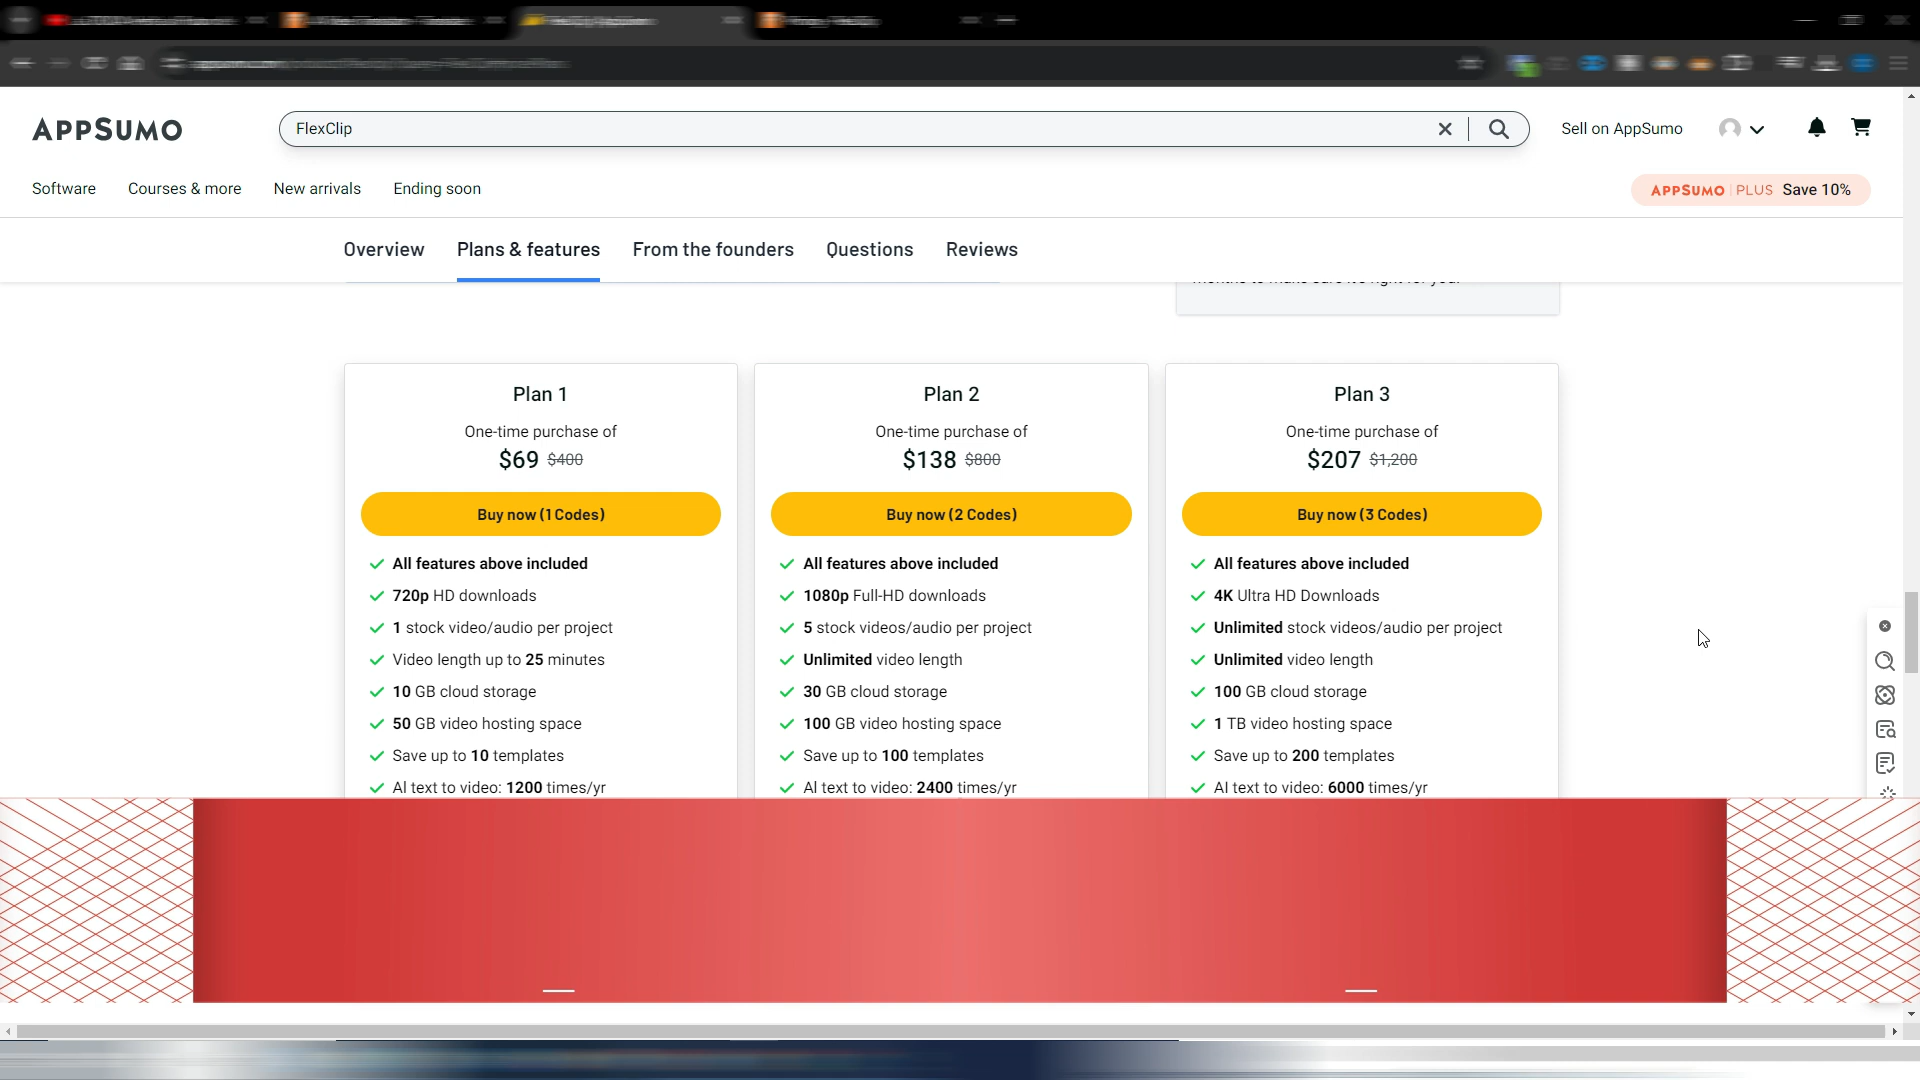 APPSUMO
FlexClip
Sell on AppSumo
Software
Courses & more
New arrivals
Ending soon
APPSUMO PLUS Save 10%
Overview
Plans & features
From the founders
Questions
Reviews
Plan 1
One-time purchase of
$69 $400
Buy now (1 Codes)
All features above included
720p HD downloads
1 stock video/audio per project
Video length up to 25 minutes
10 GB cloud storage
50 GB video hosting space
Save up to 10 templates
AI text to video: 1200 times/yr
Plan 2
One-time purchase of
$138 $800
Buy now (2 Codes)
All features above included
1080p Full-HD downloads
5 stock videos/audio per project
Unlimited video length
30 GB cloud storage
100 GB video hosting space
Save up to 100 templates
AI text to video: 2400 times/yr
Plan 3
One-time purchase of
$207 $1,200
Buy now (3 Codes)
All features above included
4K Ultra HD Downloads
Unlimited stock videos/audio per project
Unlimited video length
100 GB cloud storage
1 TB video hosting space
Save up to 200 templates
AI text to video: 6000 times/yr